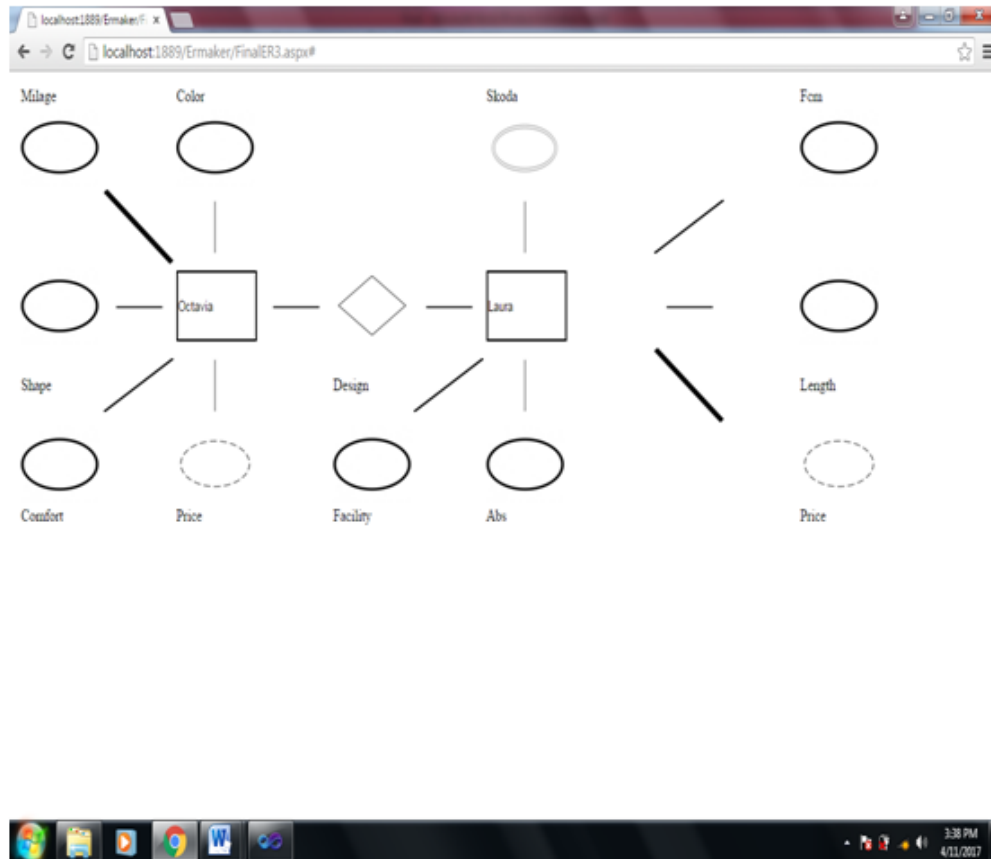 localhost:1889/Ermaker/Fi
localhost:1889/Ermaker/FinalER3.aspx#
Milage Color Skoda Fcm
Octavia Laura
Shape Design Length
Comfort Price Facility Abs Price
3:38 PM
4/11/2017